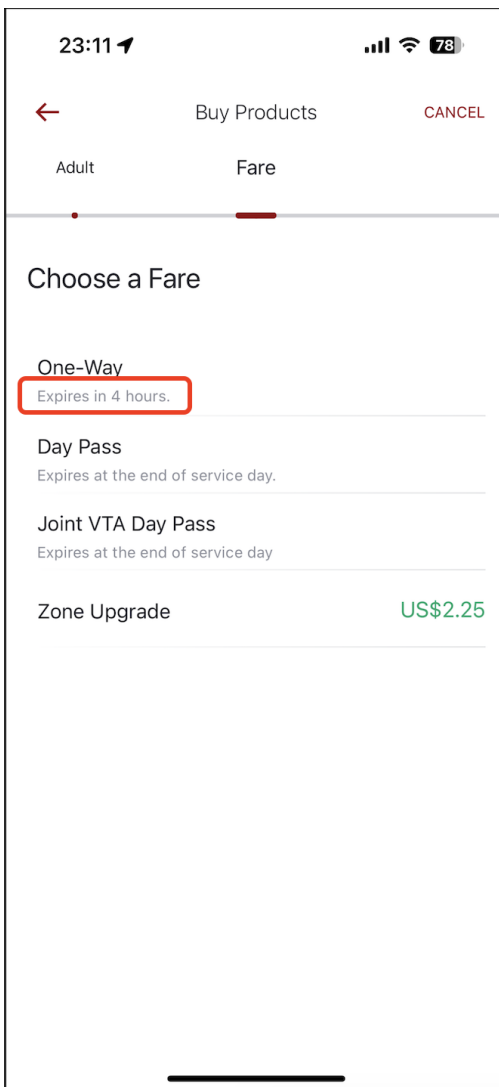 23:11
78
Buy Products
CANCEL
Adult
Fare
Choose a Fare
One-Way
Expires in 4 hours.
Day Pass
Expires at the end of service day.
Joint VTA Day Pass
Expires at the end of service day
Zone Upgrade
US$2.25